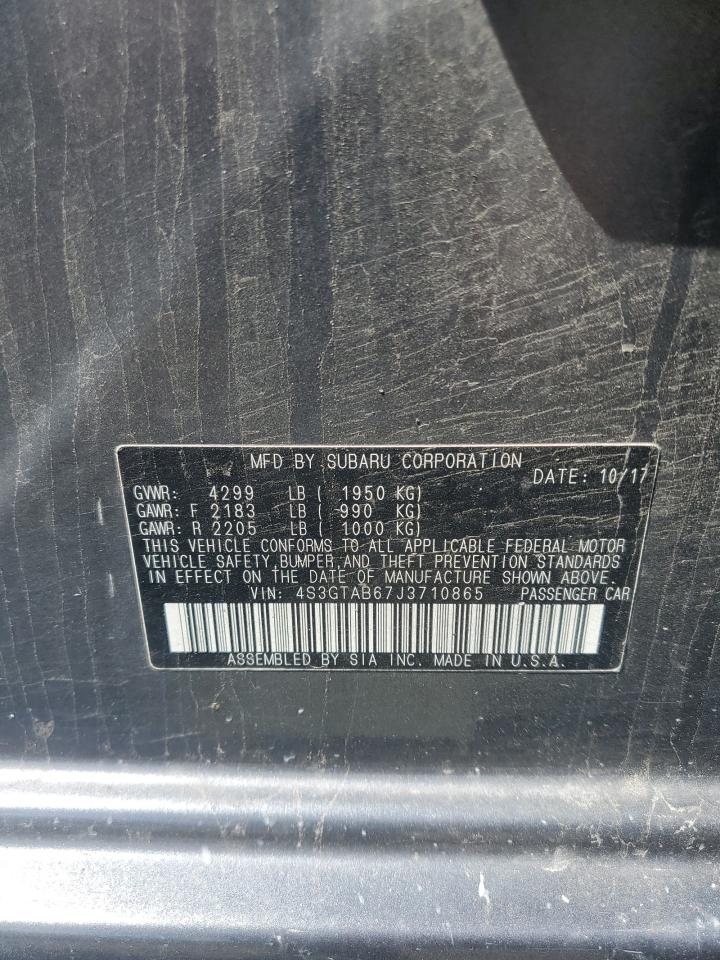 MFD BY SUBARU CORPORATION
DATE: 10/17
GVWR: 4299 LB ( 1950 KG)
GAWR: F 2183 LB ( 990 KG)
GAWR: R 2205 LB ( 1000 KG)
THIS VEHICLE CONFORMS TO ALL APPLICABLE FEDERAL MOTOR
VEHICLE SAFETY,BUMPER,AND THEFT PREVENTION STANDARDS
IN EFFECT ON THE DATE OF MANUFACTURE SHOWN ABOVE.
VIN: 4S3GTAB67J3710865 PASSENGER CAR
ASSEMBLED BY SIA INC. MADE IN U.S.A.